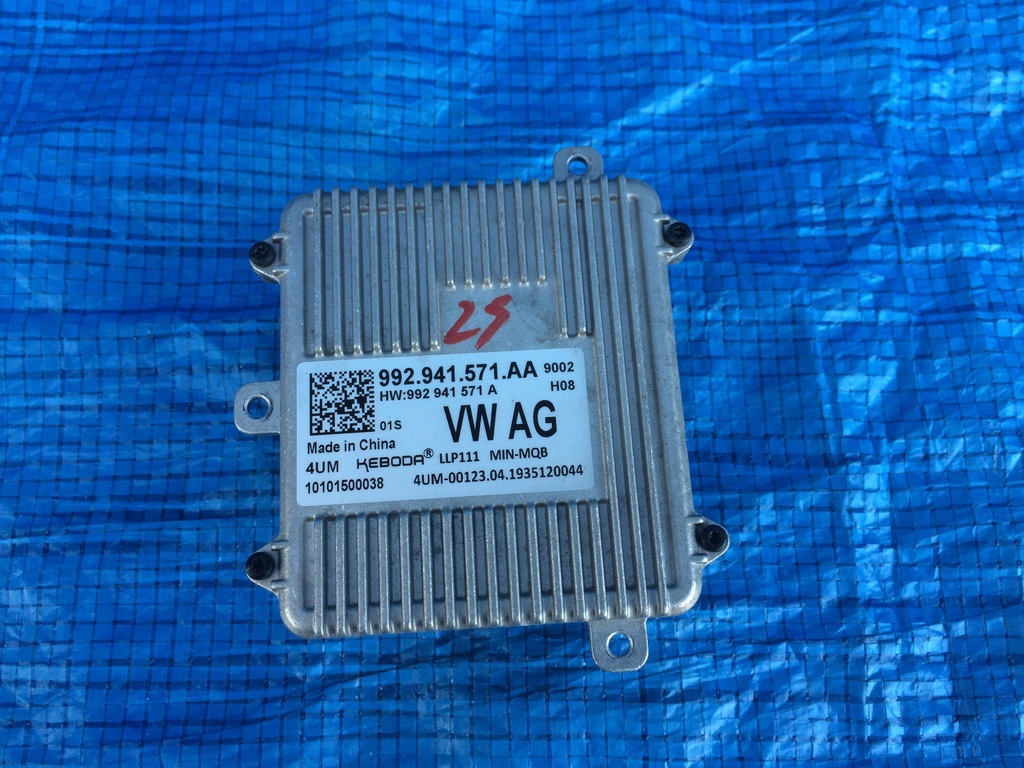 25
992.941.571.AA 9002
HW:992 941 571 A H08
01S VW AG
Made in China
4UM KEBODA® LLP111 MIN-MQB
10101500038 4UM-00123.04.1935120044